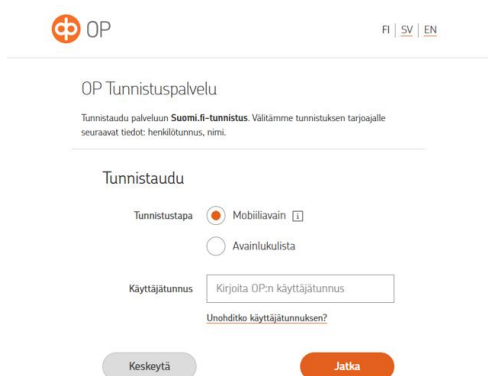 OP
FI | SV | EN
OP Tunnistuspalvelu
Tunnistaudu palveluun Suomi.fi-tunnistus. Välitämme tunnistuksen tarjoajalle
seuraavat tiedot: henkilötunnus, nimi.
Tunnistaudu
Tunnistustapa
Mobiiliavain i
Avainlukulista
Käyttäjätunnus
Kirjoita OP:n käyttäjätunnus
Unohditko käyttäjätunnuksen?
Keskeytä
Jatka